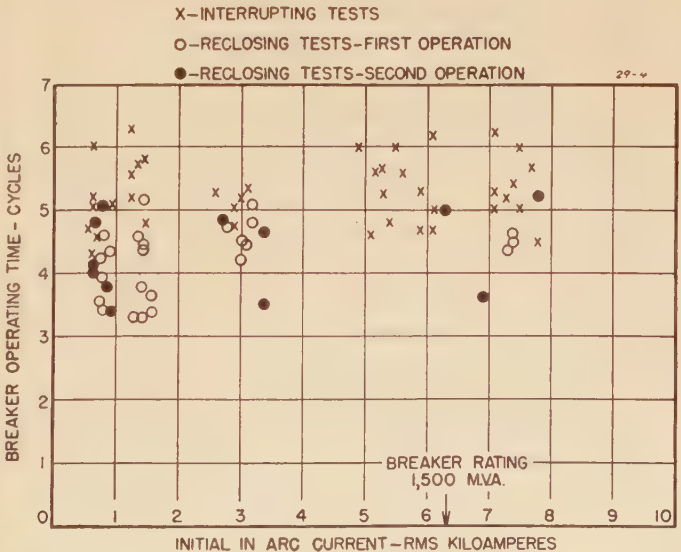 X-INTERRUPTING TESTS
O-RECLOSING TESTS-FIRST OPERATION
●-RECLOSING TESTS-SECOND OPERATION
29-4
7
6
5
4
3
2
1
0
BREAKER OPERATING TIME-CYCLES
BREAKER RATING
1,500 M.VA.
1 2 3 4 5 6 7 8 9 10
INITIAL IN ARC CURRENT-RMS KILOAMPERES